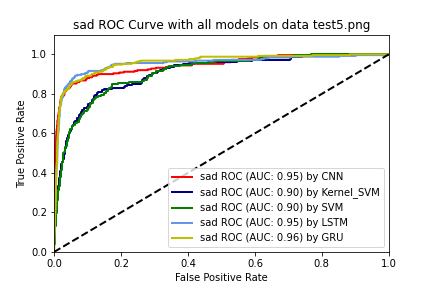 sad ROC Curve with all models on data test5.png
True Positive Rate
1.0
0.8
0.6
0.4
0.2
0.0
sad ROC (AUC: 0.95) by CNN
sad ROC (AUC: 0.90) by Kernel_SVM
sad ROC (AUC: 0.90) by SVM
sad ROC (AUC: 0.95) by LSTM
sad ROC (AUC: 0.96) by GRU
0.0 0.2 0.4 0.6 0.8 1.0
False Positive Rate